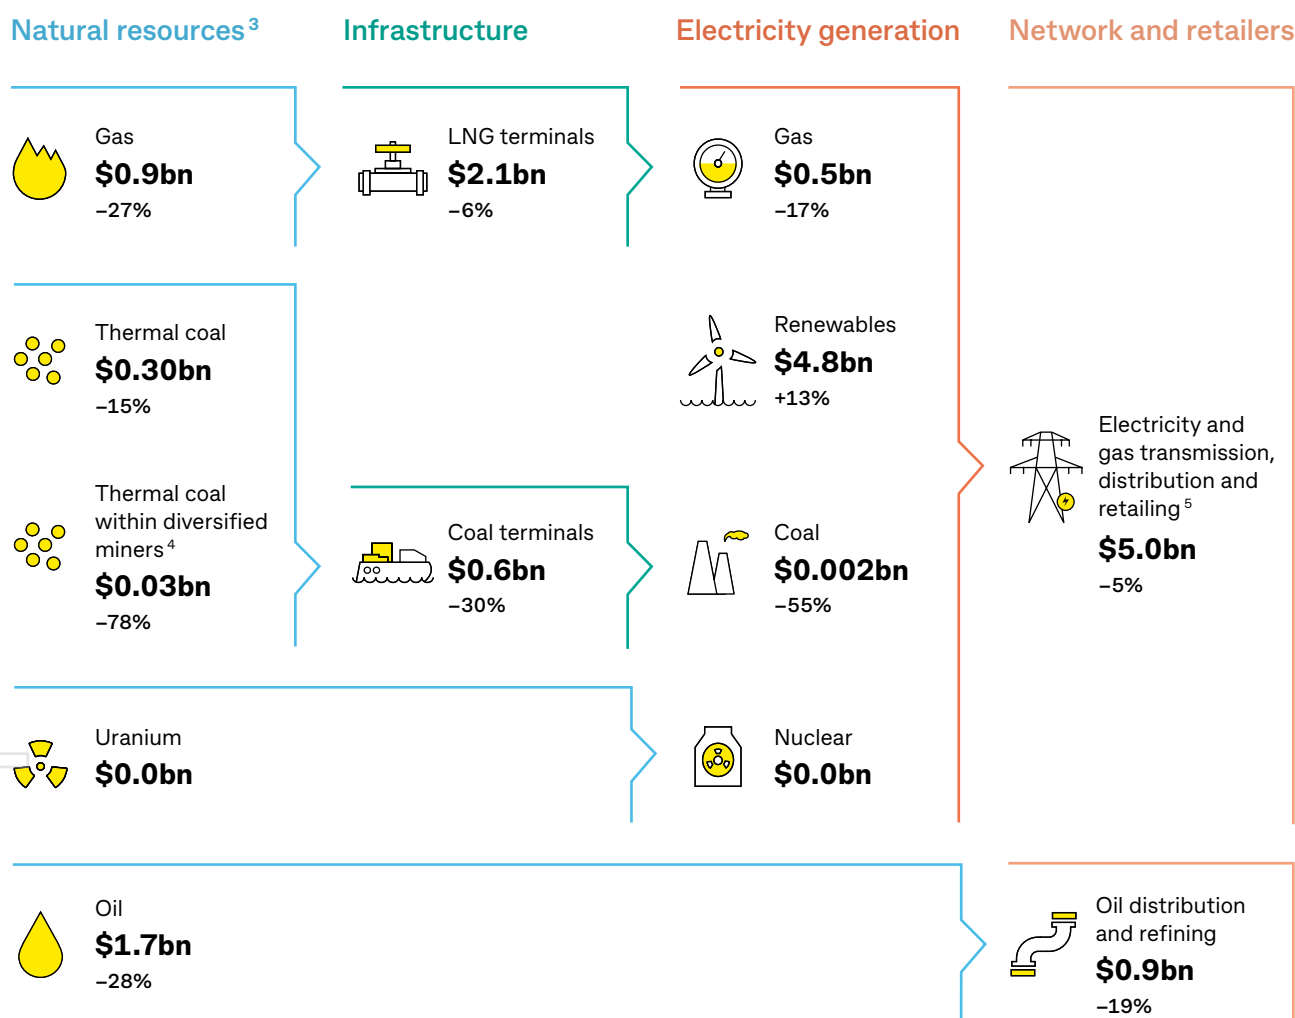 Natural resources 3
Infrastructure
Electricity generation
Network and retailers
Gas
$0.9bn
–27%
LNG terminals
$2.1bn
–6%
Gas
$0.5bn
–17%
Thermal coal
$0.30bn
–15%
Renewables
$4.8bn
+13%
Thermal coal
within diversified
miners 4
$0.03bn
–78%
Coal terminals
$0.6bn
–30%
Coal
$0.002bn
–55%
Electricity and
gas transmission,
distribution and
retailing 5
$5.0bn
–5%
Uranium
$0.0bn
Nuclear
$0.0bn
Oil
$1.7bn
–28%
Oil distribution
and refining
$0.9bn
–19%